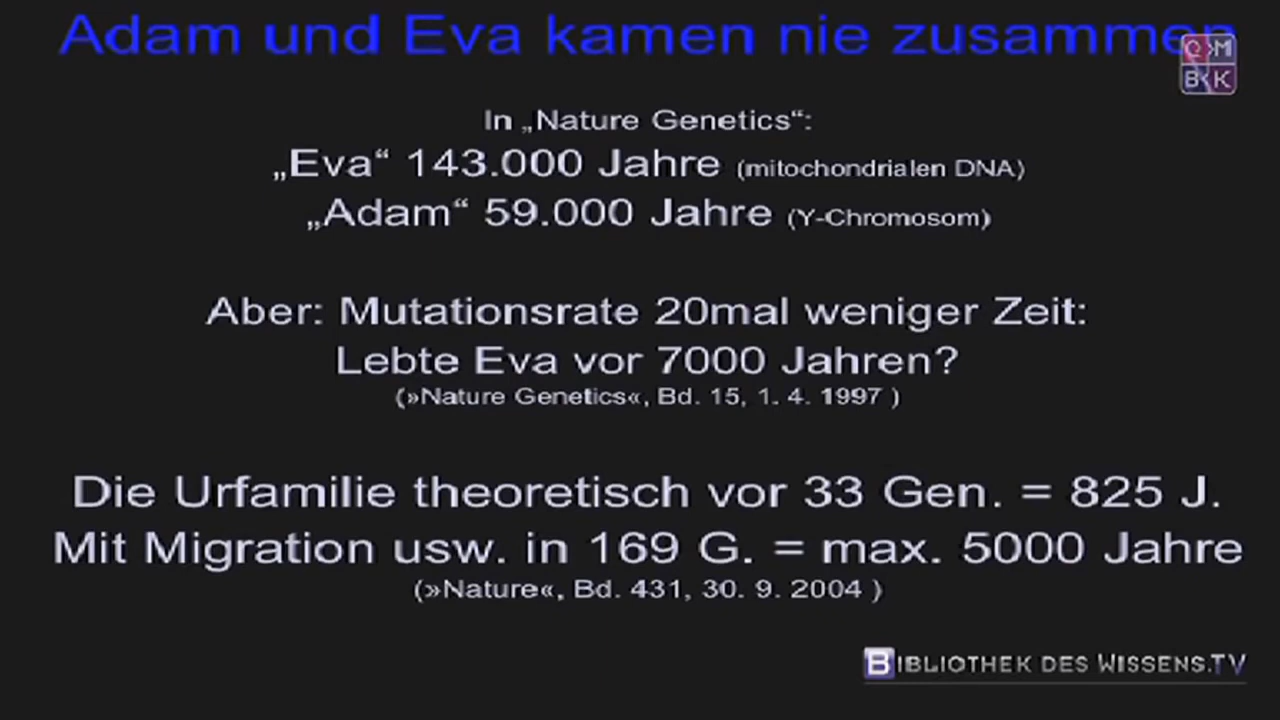 Adam und Eva kamen nie zusammen
Q›M
B‹K
In „Nature Genetics“:
„Eva“ 143.000 Jahre (mitochondrialen DNA)
„Adam“ 59.000 Jahre (Y-Chromosom)
Aber: Mutationsrate 20mal weniger Zeit:
Lebte Eva vor 7000 Jahren?
(»Nature Genetics«, Bd. 15, 1. 4. 1997 )
Die Urfamilie theoretisch vor 33 Gen. = 825 J.
Mit Migration usw. in 169 G. = max. 5000 Jahre
(»Nature«, Bd. 431, 30. 9. 2004 )
BIBLIOTHEK DES WISSENS.TV